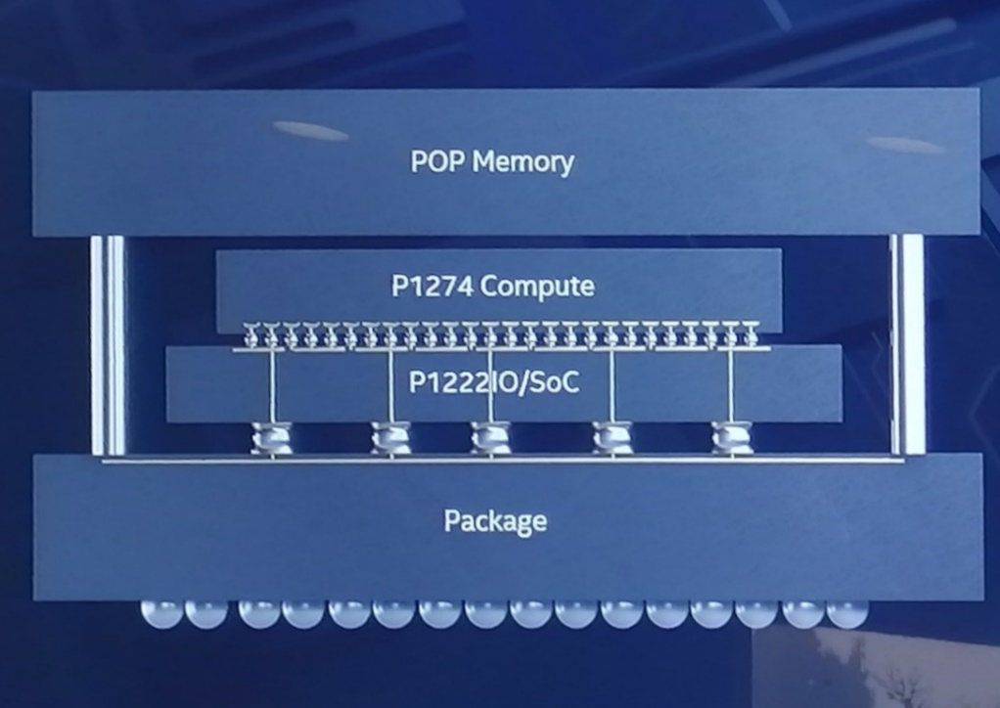 POP Memory
P1274 Compute
P1222IO/SoC
Package